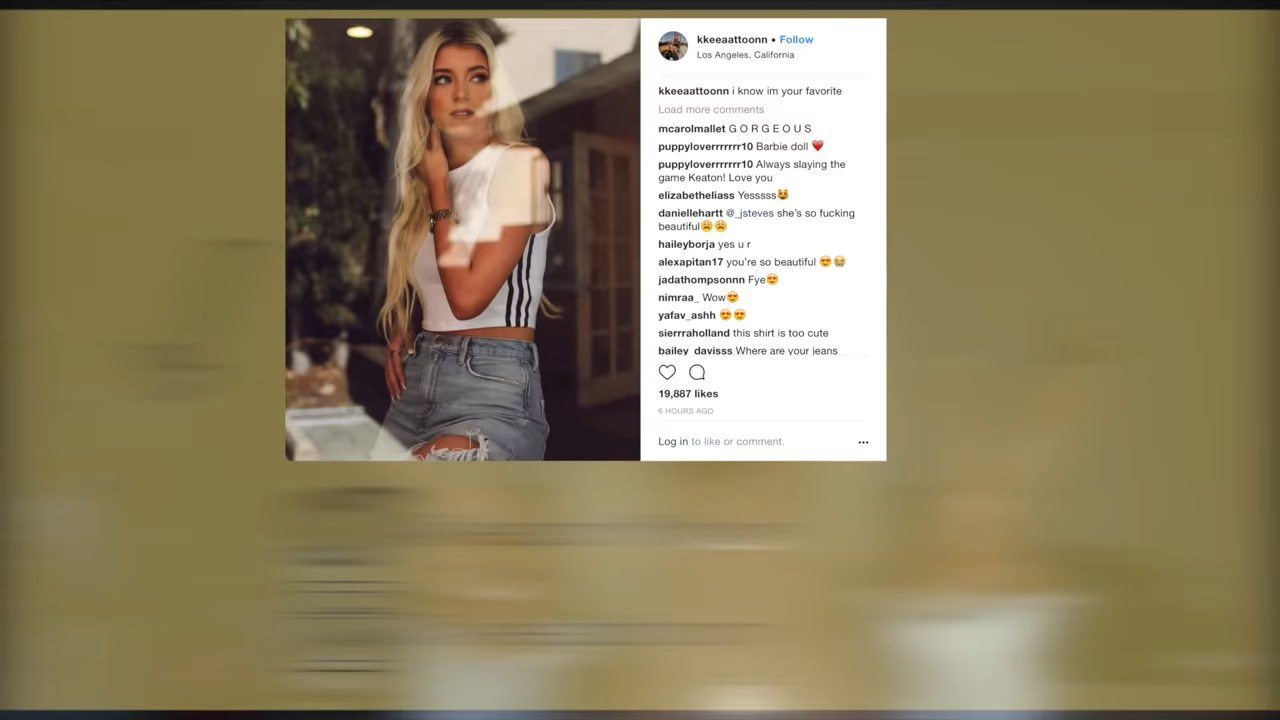 kkeeaattoonn • Follow
Los Angeles, California
kkeeaattoonn i know im your favorite
Load more comments
mcarolmallet G O R G E O U S
puppyloverrrrrrr10 Barbie doll ❤️
puppyloverrrrrrr10 Always slaying the
game Keaton! Love you
elizabetheliass Yesssss😻
daniellehartt @_jsteves she's so fucking
beautiful😩😩
haileyborja yes u r
alexapitan17 you're so beautiful 😍😭
jadathompsonnn Fye😍
nimraa_ Wow😍
yafav_ashh 😍😍
sierrraholland this shirt is too cute
bailey_davisss Where are your jeans
19,887 likes
6 HOURS AGO
Log in to like or comment.